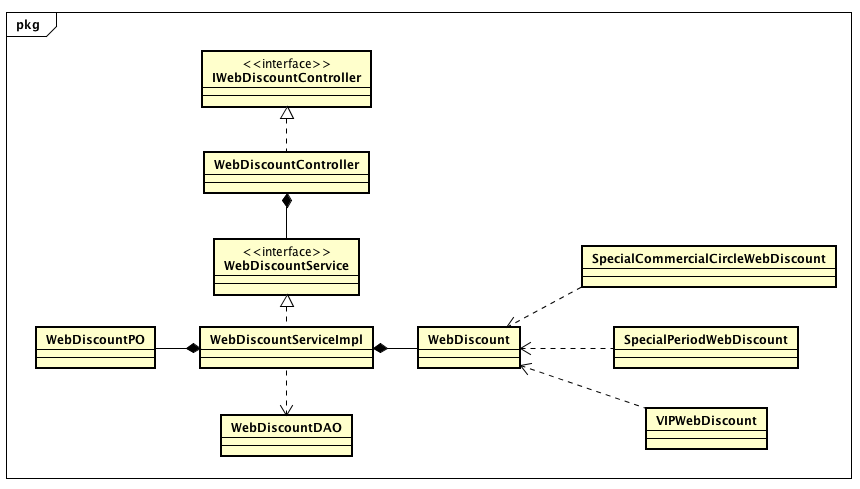 pkg
<<interface>>
IWebDiscountController
WebDiscountController
<<interface>>
WebDiscountService
SpecialCommercialCircleWebDiscount
WebDiscountPO
WebDiscountServiceImpl
WebDiscount
SpecialPeriodWebDiscount
WebDiscountDAO
VIPWebDiscount